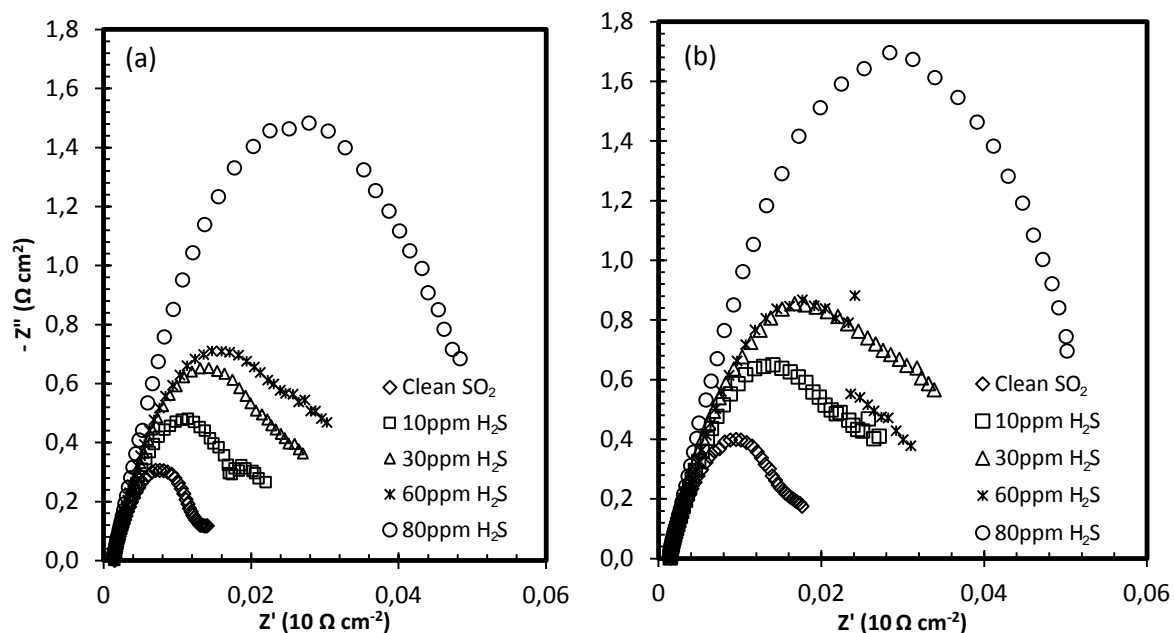 (a)
- Z" (Ω cm²)
1,8
1,6
1,4
1,2
1,0
0,8
0,6
0,4
0,2
0,0
0
0,02
0,04
0,06
Z' (10 Ω cm⁻²)
Clean SO₂
10ppm H₂S
30ppm H₂S
60ppm H₂S
80ppm H₂S
(b)
1,8
1,6
1,4
1,2
1,0
0,8
0,6
0,4
0,2
0,0
0
0,02
0,04
0,06
Z' (10 Ω cm⁻²)
Clean SO₂
10ppm H₂S
30ppm H₂S
60ppm H₂S
80ppm H₂S